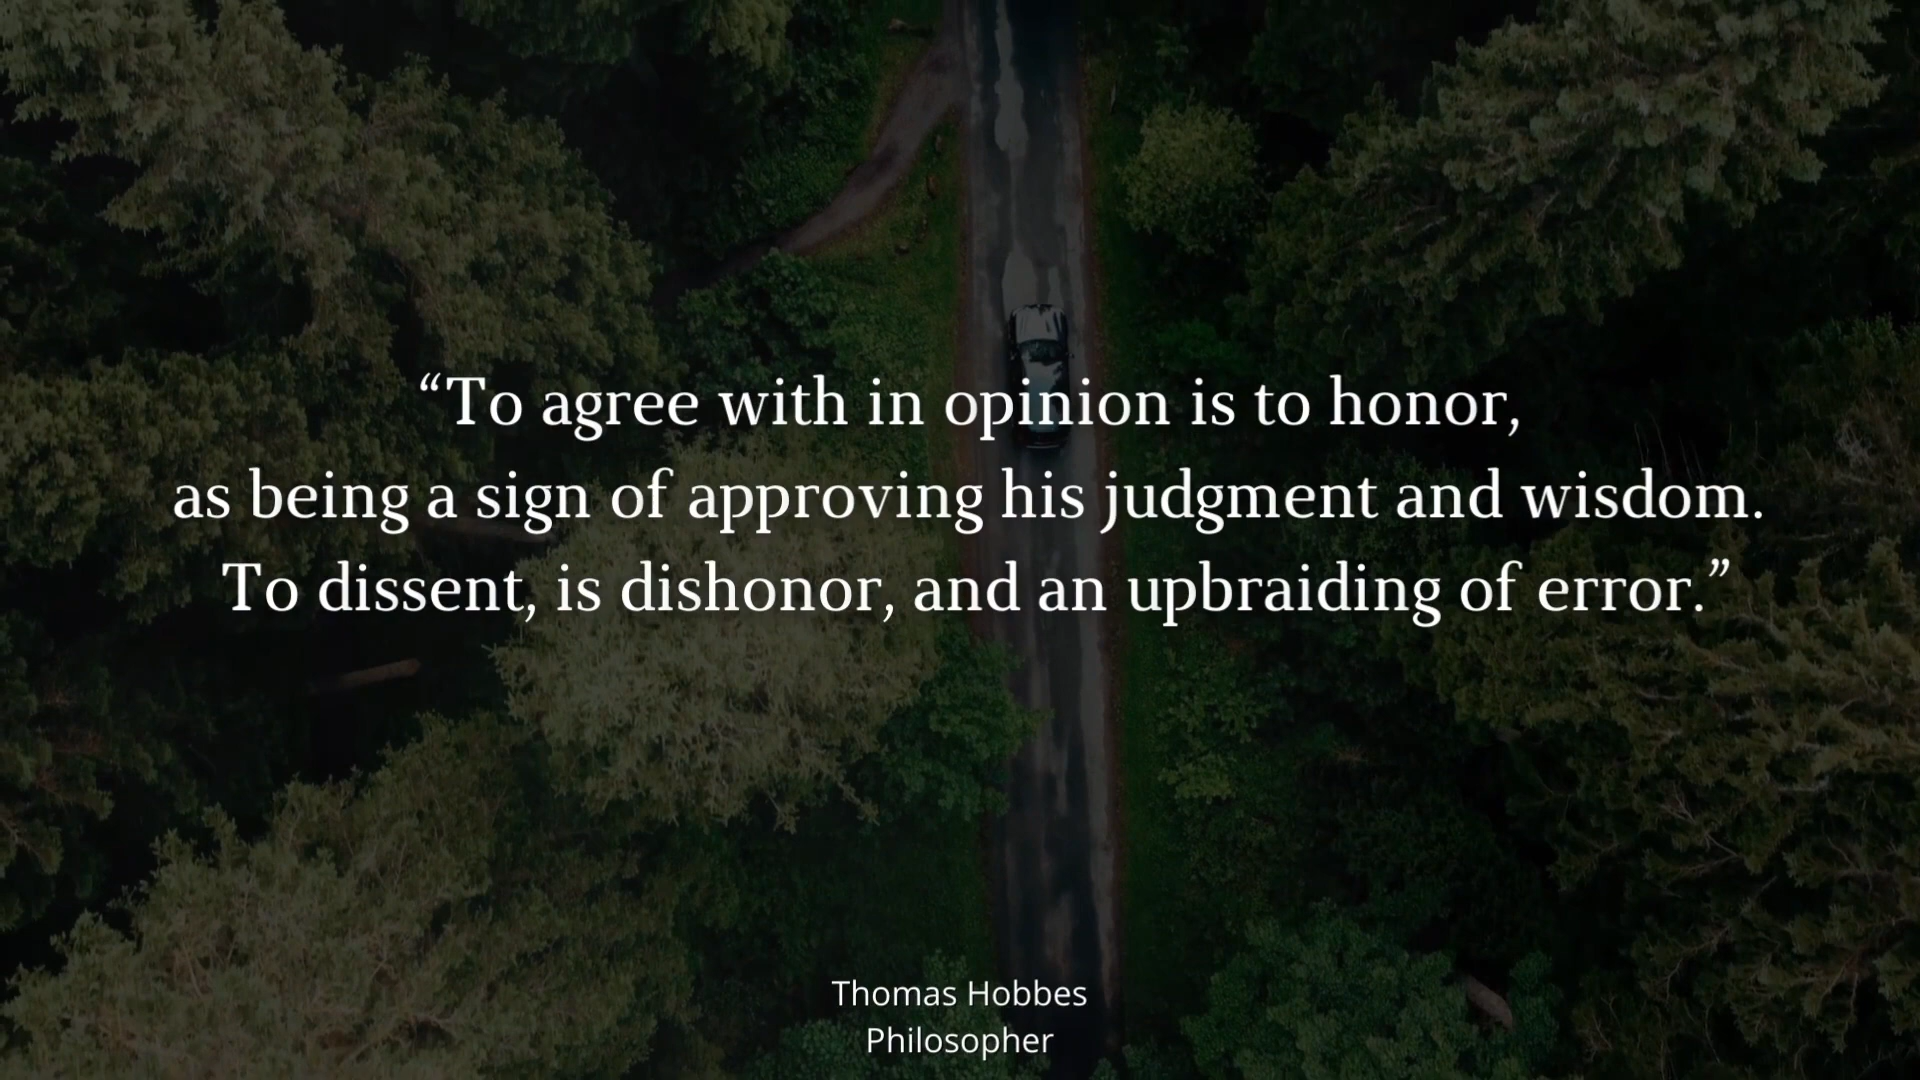 “To agree with in opinion is to honor,
as being a sign of approving his judgment and wisdom.
To dissent, is dishonor, and an upbraiding of error.”
Thomas Hobbes
Philosopher